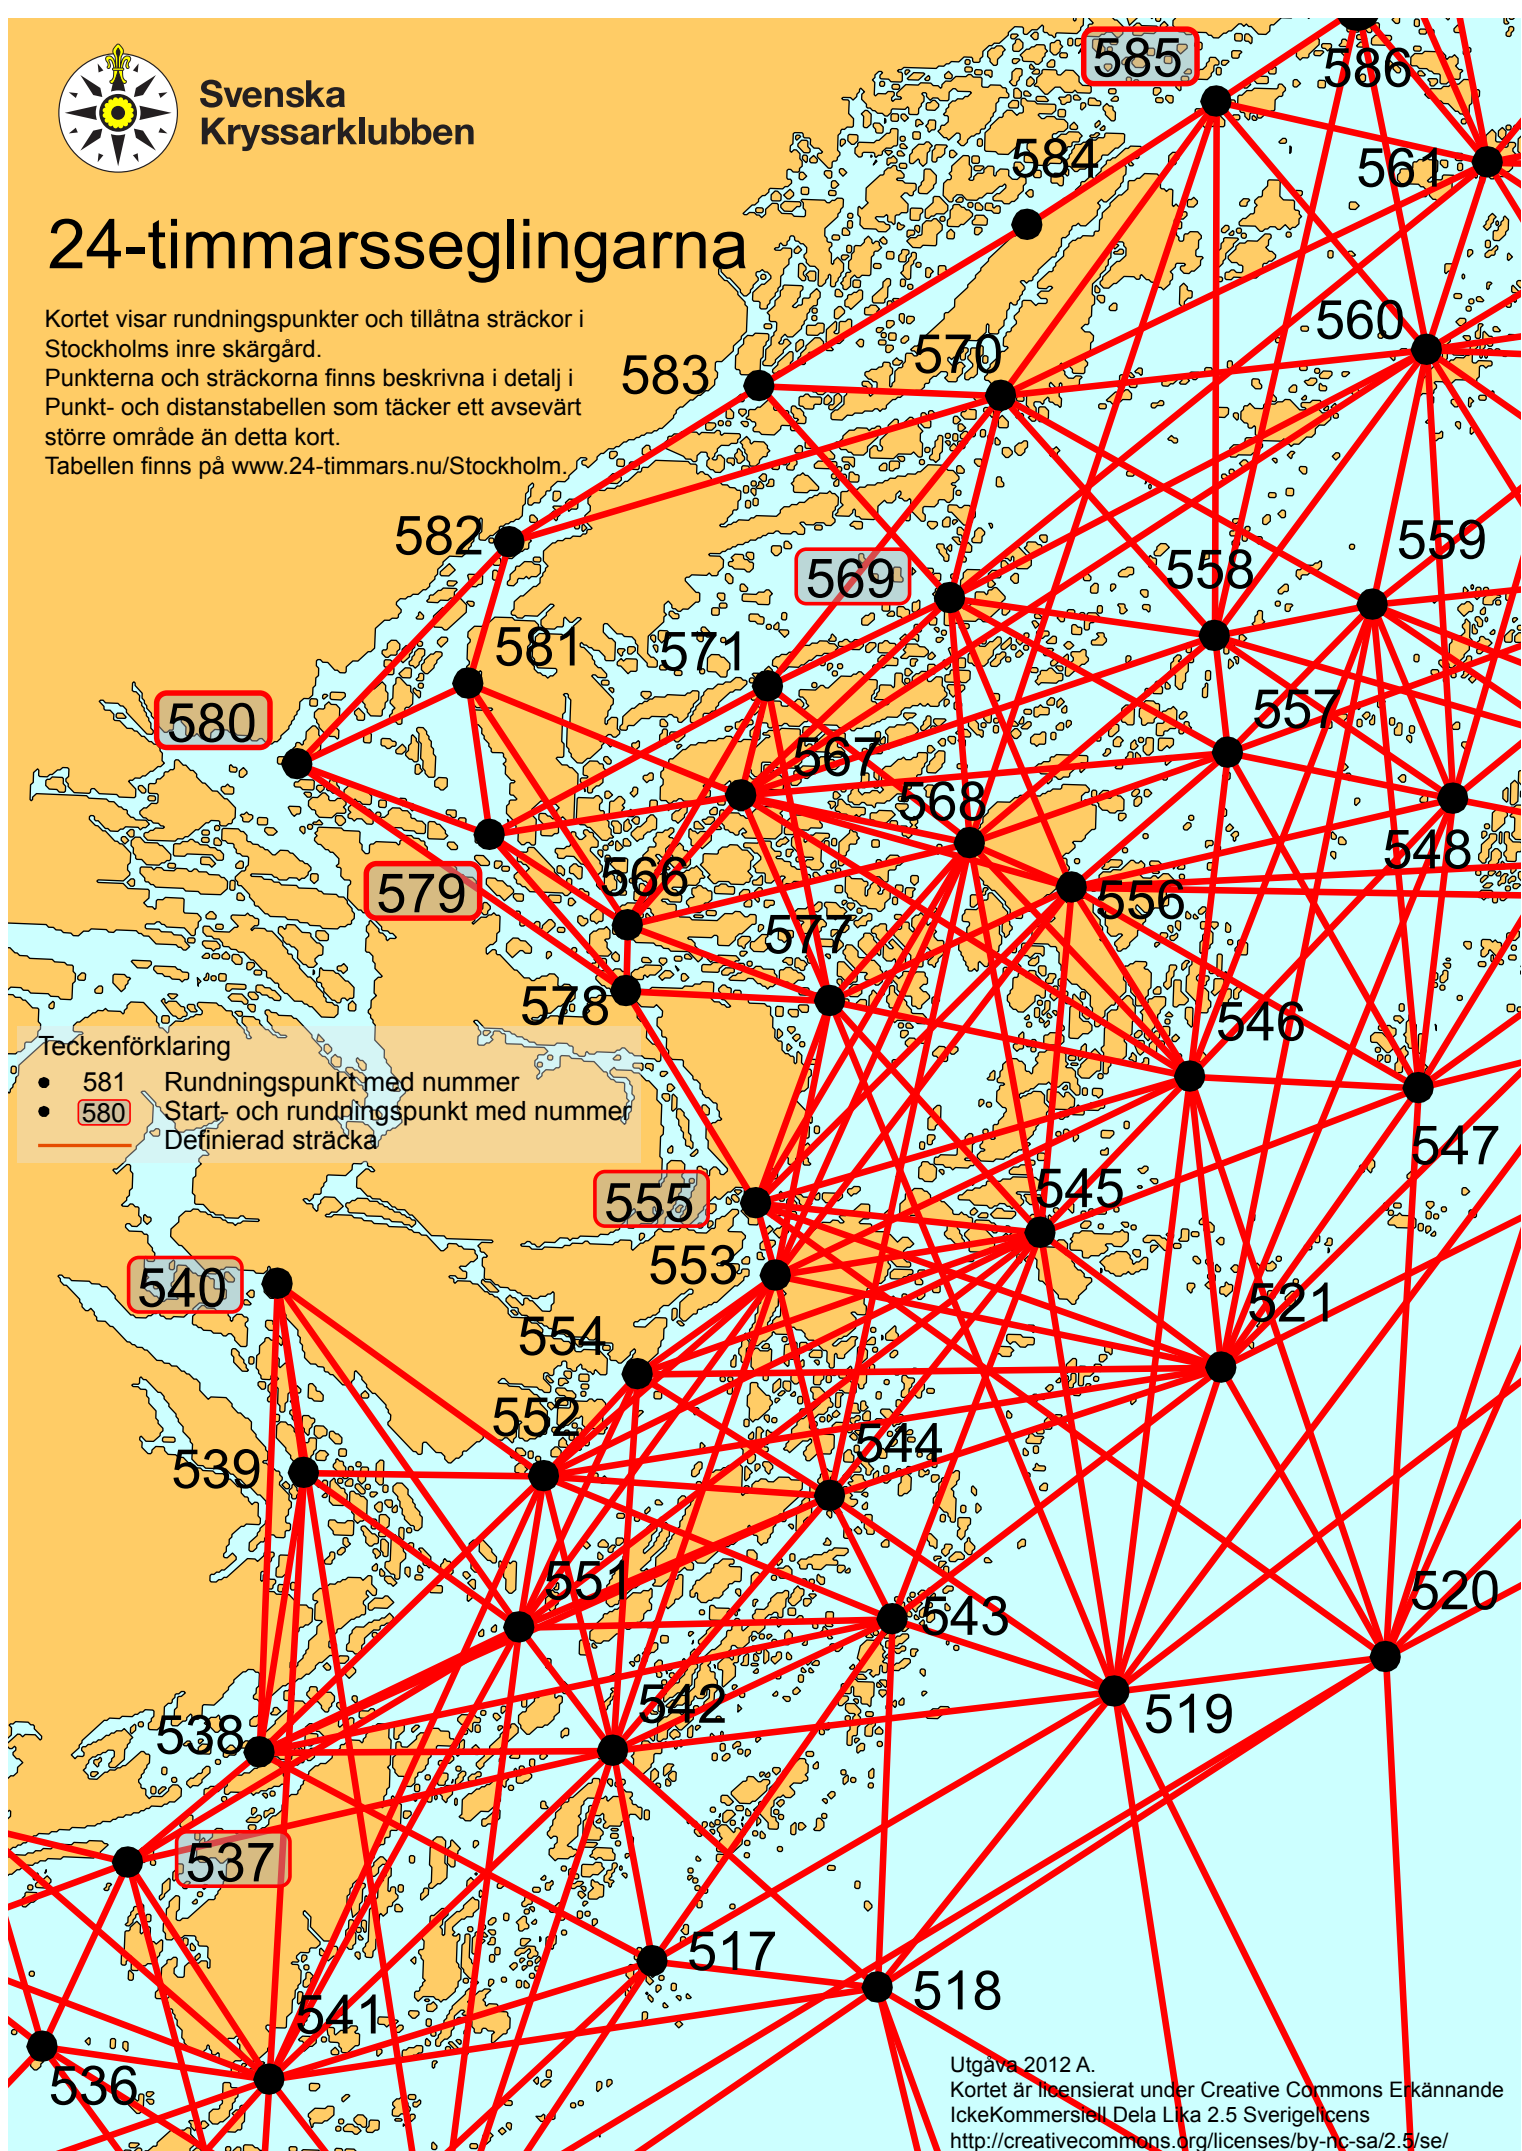 Svenska
Kryssarklubben
24-timmarsseglingarna
Kortet visar rundningspunkter och tillåtna sträckor i
Stockholms inre skärgård.
Punkterna och sträckorna finns beskrivna i detalj i
Punkt- och distanstabellen som täcker ett avsevärt
större område än detta kort.
Tabellen finns på www.24-timmars.nu/Stockholm.
585
586
584
561
560
583
570
582
559
569
558
581
571
580
557
567
568
548
566
579
556
577
578
546
Teckenförklaring
581 Rundningspunkt med nummer
580 Start- och rundningspunkt med nummer
Definierad sträcka
547
555
545
553
540
521
554
552
544
539
551
520
543
542
519
538
537
517
518
541
536
Utgåva 2012 A.
Kortet är licensierat under Creative Commons Erkännande
IckeKommersiell Dela Lika 2.5 Sverigelicens
http://creativecommons.org/licenses/by-nc-sa/2.5/se/